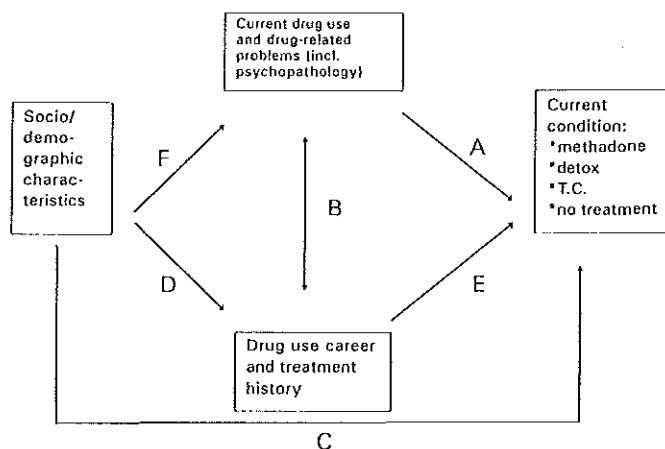 Current drug use
and drug-related
problems (incl.
psychopathology)
Socio/
demo-
graphic
charac-
teristics
Current
condition:
*methadone
*detox
*T.C.
*no treatment
F
A
B
D
E
Drug use career
and treatment
history
C